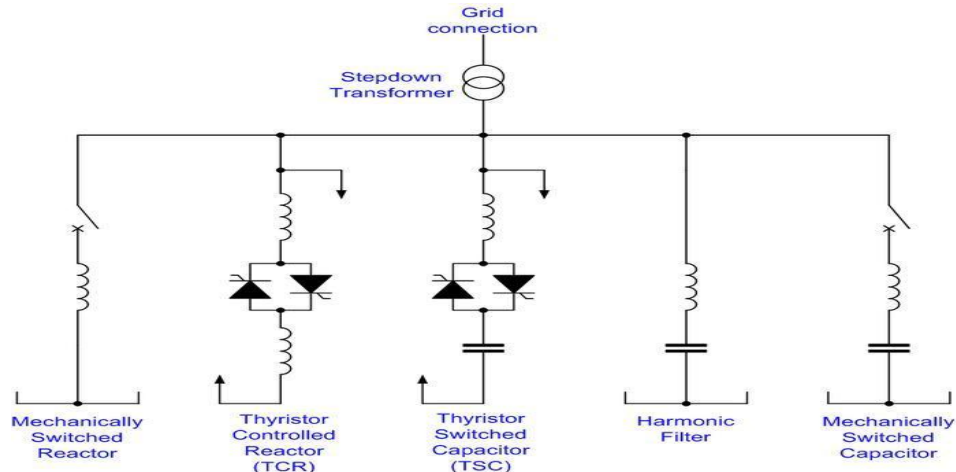 Grid
connection
Stepdown
Transformer
Mechanically
Switched
Reactor
Thyristor
Controlled
Reactor
(TCR)
Thyristor
Switched
Capacitor
(TSC)
Harmonic
Filter
Mechanically
Switched
Capacitor